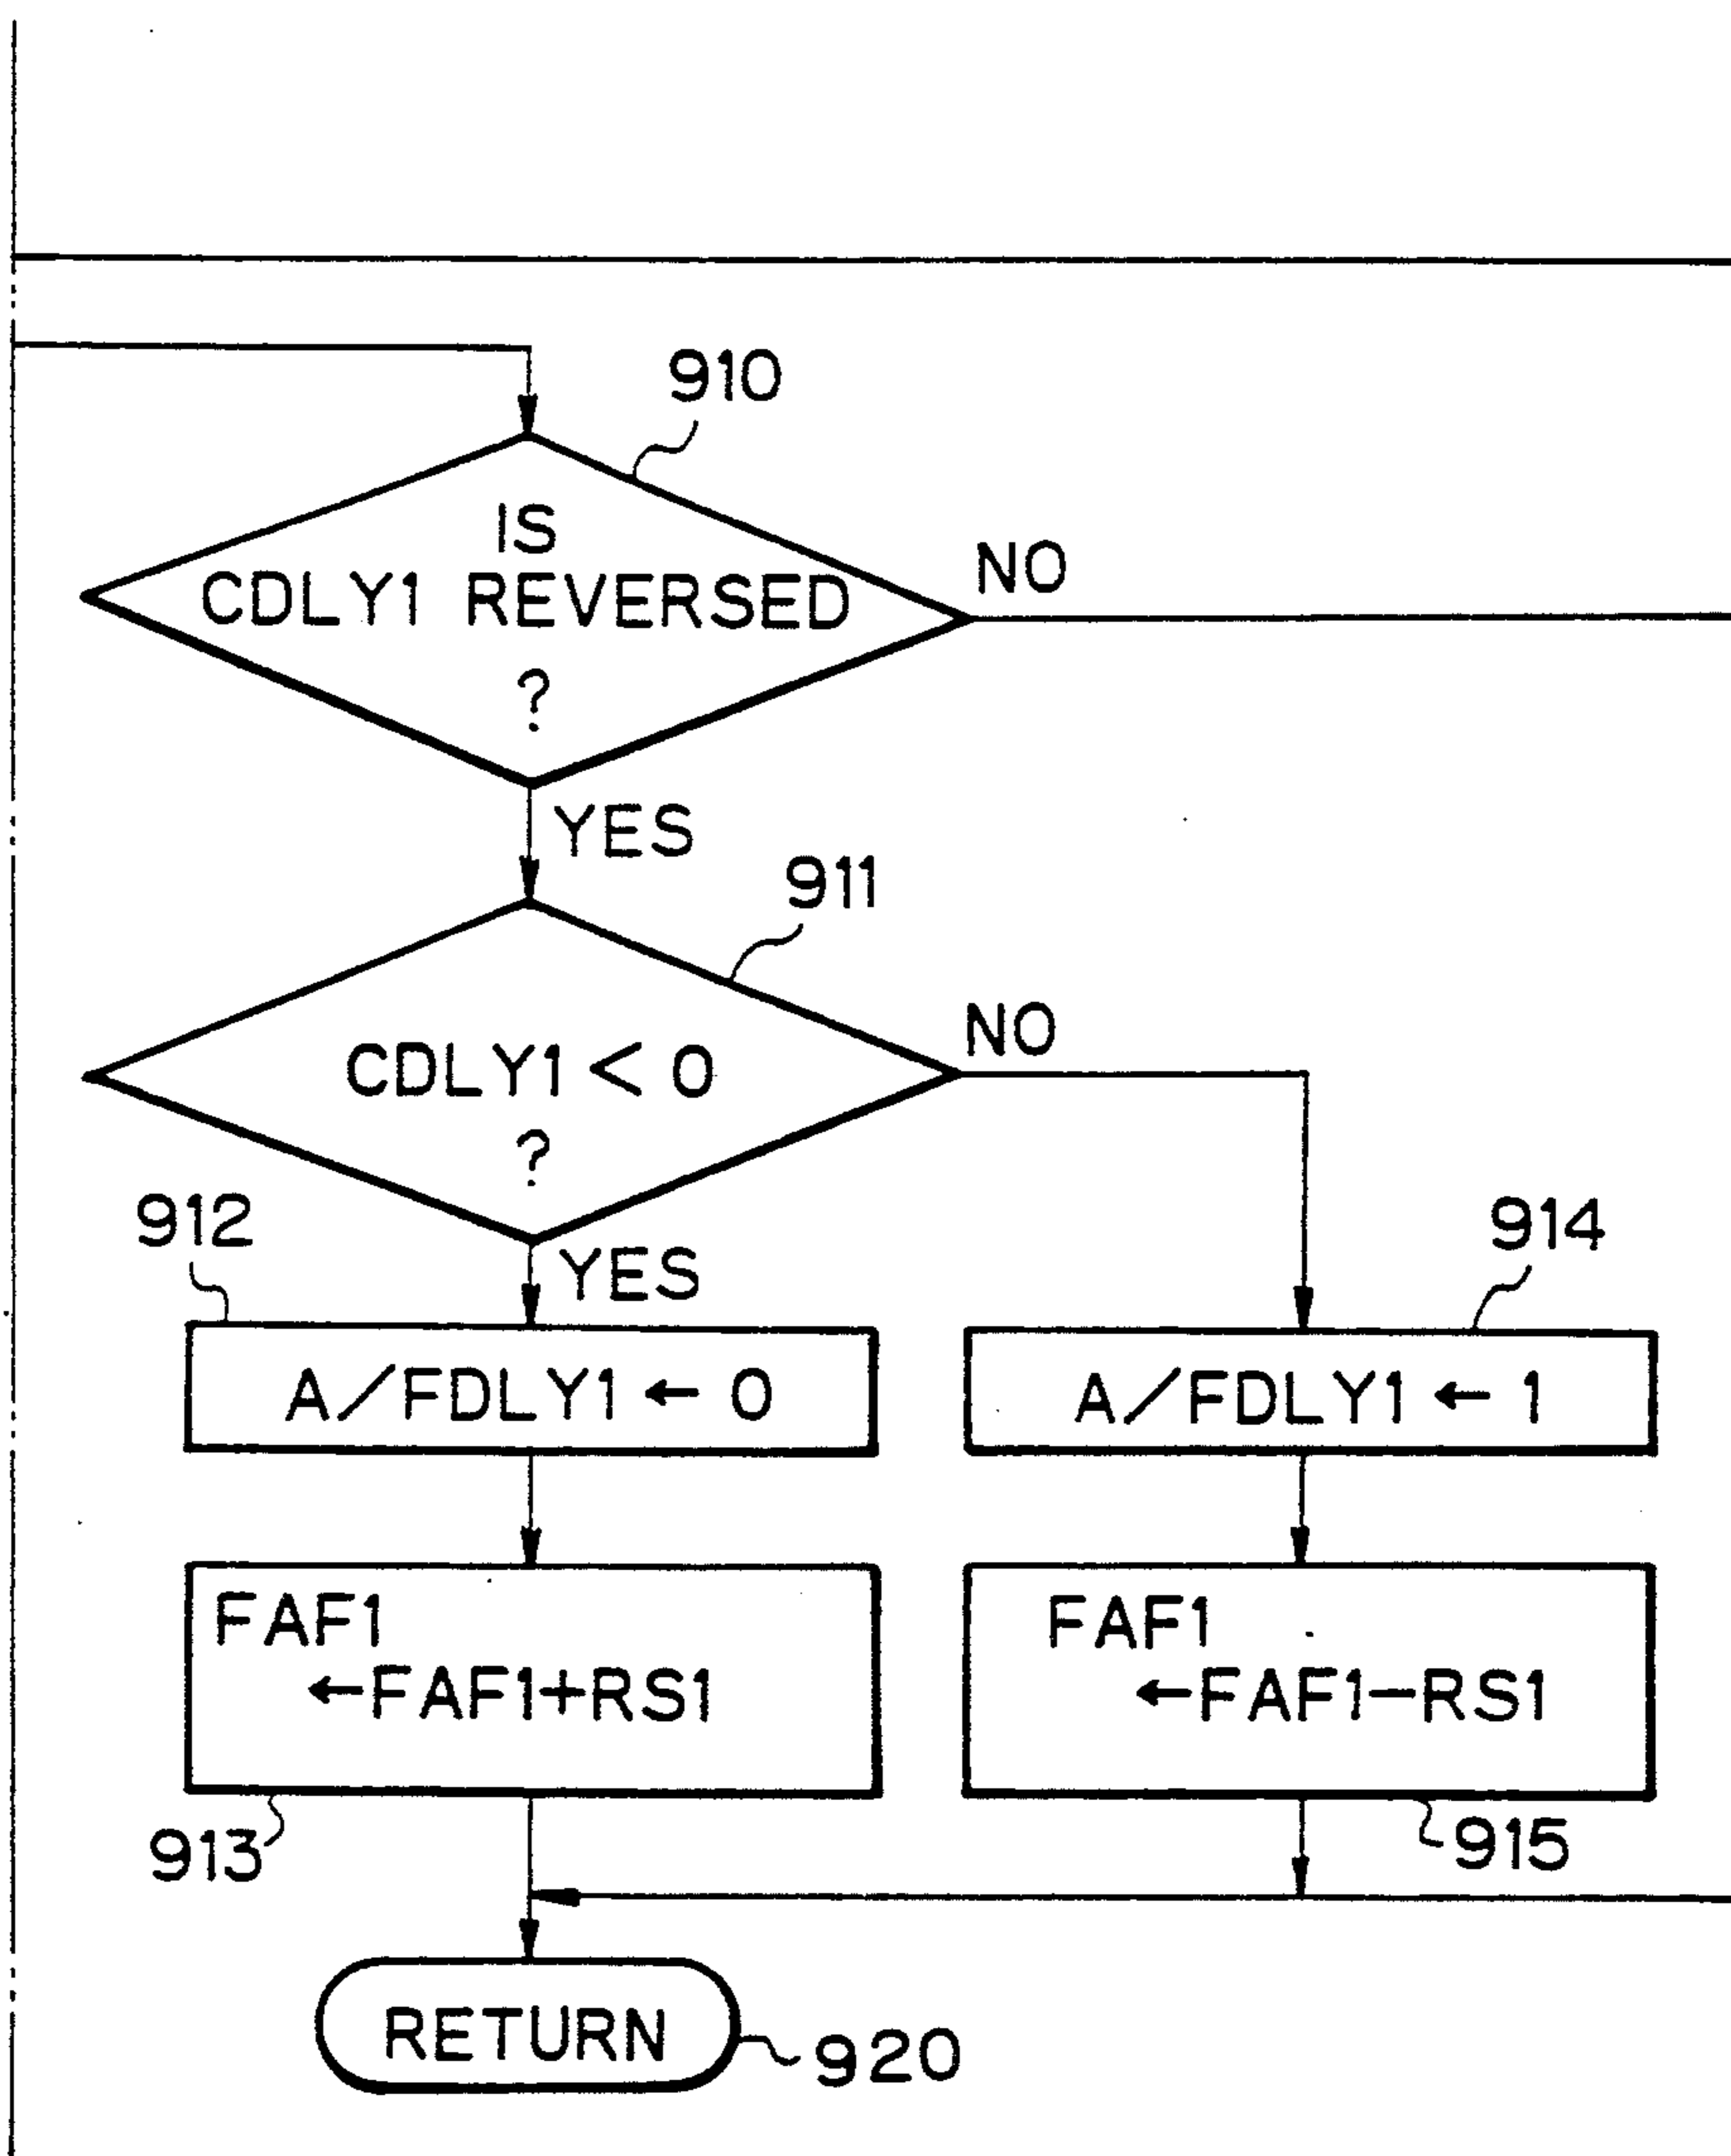 910
IS
CDLY1 REVERSED
?
NO
YES
911
CDLY1 < 0
?
NO
YES
912
914
A/FDLY1 ← 0
A/FDLY1 ← 1
FAF1
←FAF1+RS1
FAF1
←FAF1−RS1
913
915
RETURN
920